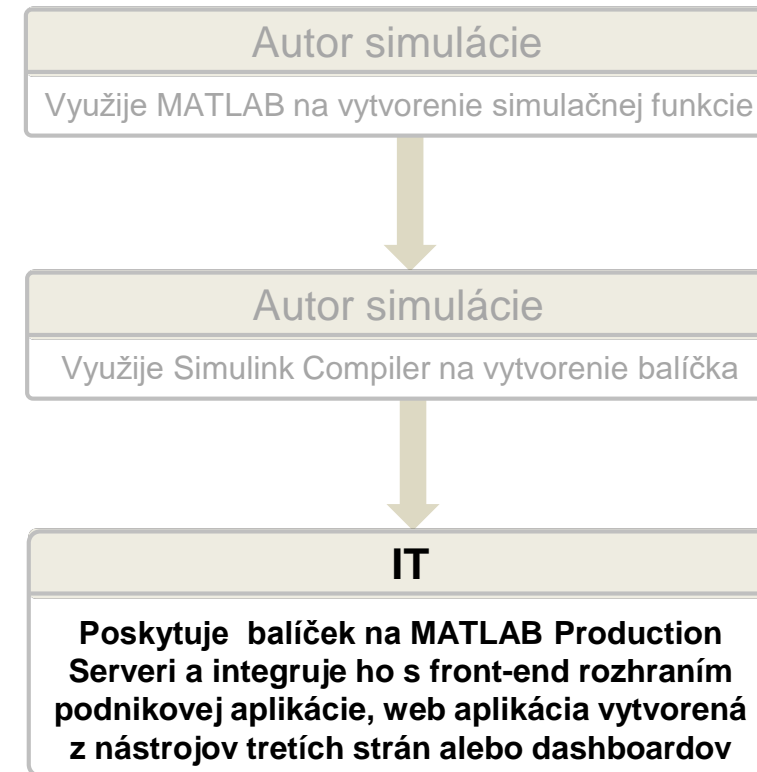 Autor simulácie
Využije MATLAB na vytvorenie simulačnej funkcie
Autor simulácie
Využije Simulink Compiler na vytvorenie balíčka
IT
Poskytuje balíček na MATLAB Production
Serveri a integruje ho s front-end rozhraním
podnikovej aplikácie, web aplikácia vytvorená
z nástrojov tretích strán alebo dashboardov